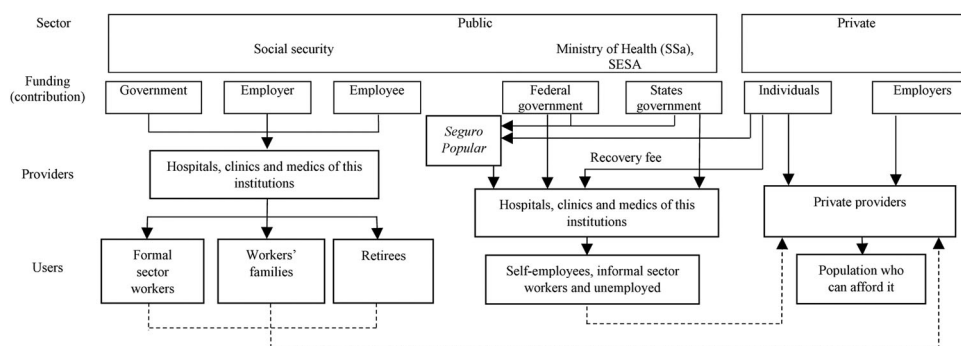 Sector
Public
Private
Social security
Ministry of Health (SSa),
SESA
Funding
(contribution)
Government
Employer
Employee
Federal
government
States
government
Individuals
Employers
Seguro
Popular
Recovery fee
Providers
Hospitals, clinics and medics of this
institutions
Hospitals, clinics and medics of this
institutions
Private providers
Users
Formal
sector
workers
Workers’
families
Retirees
Self-employees, informal sector
workers and unemployed
Population who
can afford it